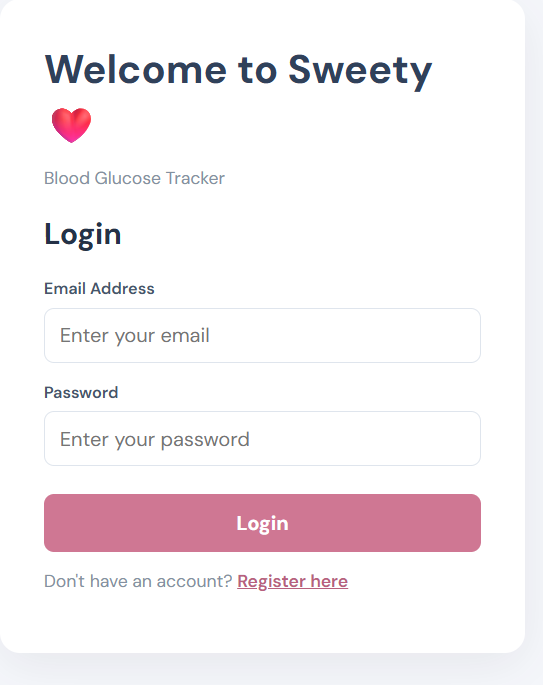 Welcome to Sweety
Blood Glucose Tracker
Login
Email Address
Enter your email
Password
Enter your password
Login
Don't have an account? Register here